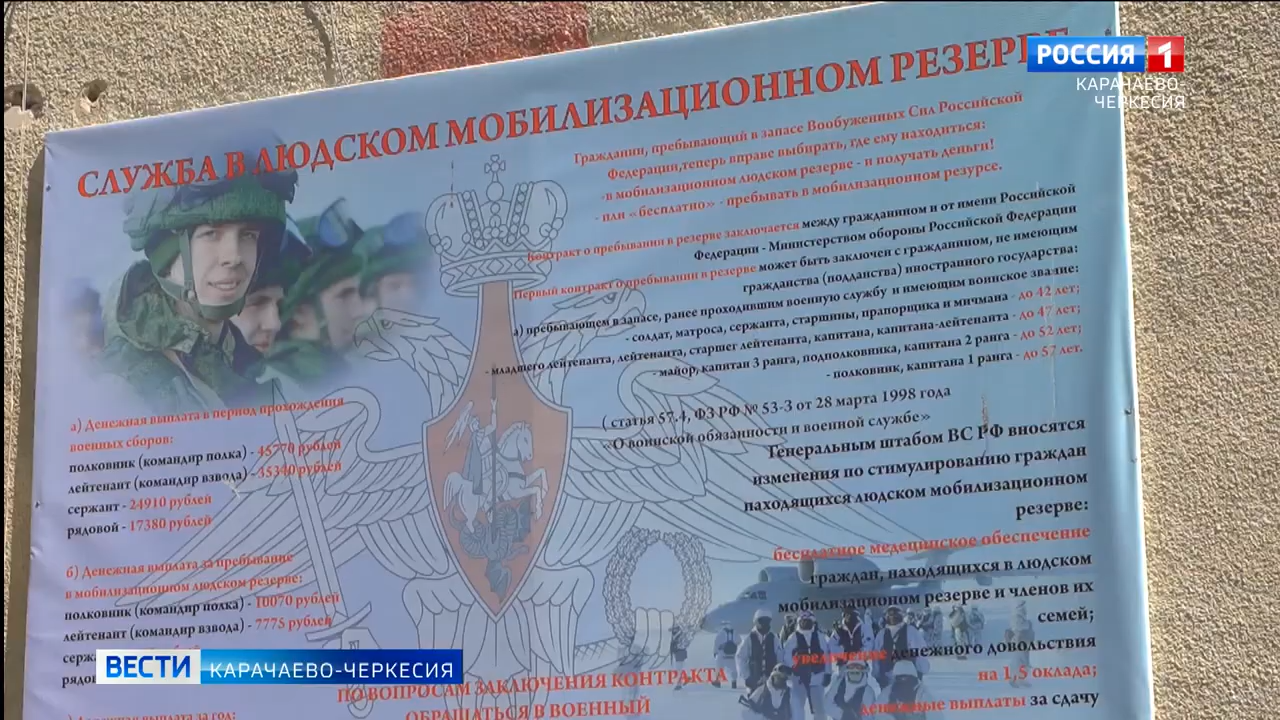 РОССИЯ 1
КАРАЧАЕВО-
ЧЕРКЕСИЯ
СЛУЖБА В ЛЮДСКОМ МОБИЛИЗАЦИОННОМ РЕЗЕРВЕ
Гражданин, пребывающий в запасе Вооруженных Сил Российской
Федерации,теперь вправе выбирать, где ему находиться:
-в мобилизационном людском резерве - и получать деньги!
- или «бесплатно» - пребывать в мобилизационном резурсе.
Контракт о пребывании в резерве заключается между гражданином и от имени Российской
Федерации - Министерством обороны Российской Федерации
Первый контракт о пребывании в резерве может быть заключен с гражданином, не имеющим
гражданства (подданства) иностранного государства:
а) пребывающем в запасе, ранее проходившим военную службу и имеющим воинское звание:
- солдат, матроса, сержанта, старшины, прапорщика и мичмана - до 42 лет;
- младшего лейтенанта, лейтенанта, старшег лейтенанта, капитана, капитана-лейтенанта - до 47 лет;
- майор, капитан 3 ранга, подполковника, капитана 2 ранга - до 52 лет;
- полковник, капитана 1 ранга - до 57 лет.
( статья 57.4, ФЗ РФ № 53-З от 28 марта 1998 года
«О воинской обязанности и военной службе»
Генеральным штабом ВС РФ вносятся
изменения по стимулированию граждан
находящихся людском мобилизационном
резерве:
бесплатное медецинское обеспечение
граждан, находящихся в людском
мобилизационом резерве и членов их
семей;
увеличение денежного довольствия
на 1,5 оклада;
денежные выплаты за сдачу
а) Денежная выплата в период прохождения
военных сборов:
полковник (командир полка) - 45770 рублей
лейтенант (командир взвода) - 35340 рублей
сержант - 24910 рублей
рядовой - 17380 рублей
б) Денежная выплата за пребывание
в мобилизационном людском резерве:
полковник (командир полка) - 10070 рублей
лейтенант (командир взвода) - 7775 рублей
ПО ВОПРОСАМ ЗАКЛЮЧЕНИЯ КОНТРАКТА
ОБРАЩАТЬСЯ В ВОЕННЫЙ
ВЕСТИ КАРАЧАЕВО-ЧЕРКЕСИЯ